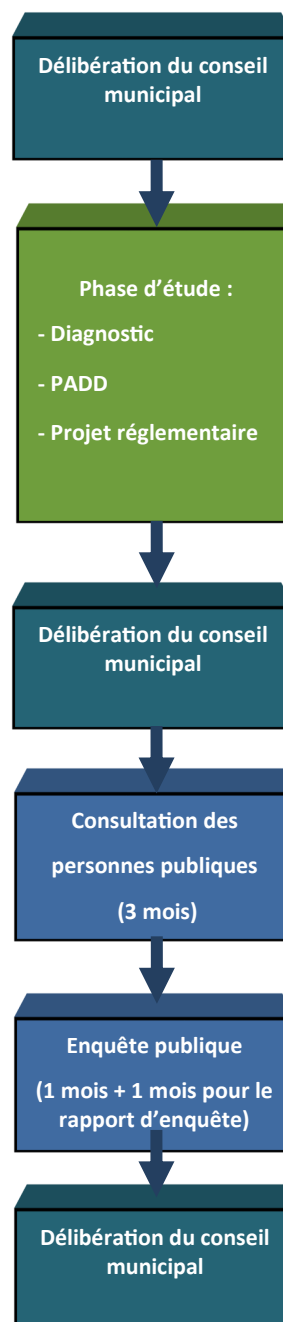 Délibération du conseil
municipal
Phase d'étude :
- Diagnostic
- PADD
- Projet réglementaire
Délibération du conseil
municipal
Consultation des
personnes publiques
(3 mois)
Enquête publique
(1 mois + 1 mois pour le
rapport d'enquête)
Délibération du conseil
municipal